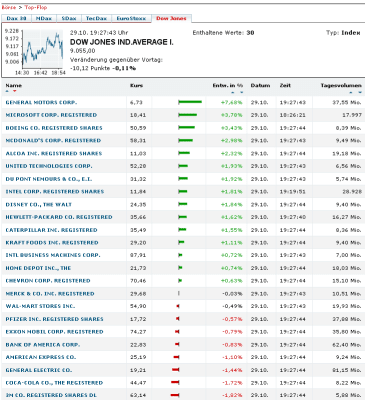 Börse > Top-Flop
Dax 30 MDax SDax TecDax EuroStoxx Dow Jones
29.10. 19:27:43 Uhr Enthaltene Werte: 30 Typ: Index
DOW JONES IND.AVERAGE I.
9.055,00
Veränderung gegenüber Vortag:
-10,12 Punkte -0,11%
9.228
9.172
9.117
9.061
9.006
14:30 16:42 18:54
Name Kurs Entw. in % Datum Zeit Tagesvolumen
GENERAL MOTORS CORP. 6,73 +7.68% 29.10. 19:27:43 37,55 Mio.
MICROSOFT CORP. REGISTERED 18,41 +3.78% 29.10. 18:26:21 17.997
BOEING CO. REGISTERED SHARES 50,59 +3.43% 29.10. 19:27:44 8,39 Mio.
MCDONALD'S CORP. REGISTERED 58,31 +2.98% 29.10. 19:27:43 9,49 Mio.
ALCOA INC. REGISTERED SHARES 11,03 +2.32% 29.10. 19:27:44 19,18 Mio.
UNITED TECHNOLOGIES CORP. 52,28 +1.93% 29.10. 19:27:43 6,56 Mio.
DU PONT NEMOURS & CO., E.I. 31,32 +1.92% 29.10. 19:27:43 5,74 Mio.
INTEL CORP. REGISTERED SHARES 11,84 +1.81% 29.10. 19:19:51 28.928
DISNEY CO., THE WALT 24,35 +1.84% 29.10. 19:27:44 9,40 Mio.
HEWLETT-PACKARD CO. REGISTERED 35,66 +1.62% 29.10. 19:27:40 16,27 Mio.
CATERPILLAR INC. REGISTERED 35,49 +1.55% 29.10. 19:27:44 8,36 Mio.
KRAFT FOODS INC. REGISTERED 29,20 +1.11% 29.10. 19:27:44 9,40 Mio.
INTL BUSINESS MACHINES CORP. 87,91 +0.72% 29.10. 19:27:43 7,00 Mio.
HOME DEPOT INC., THE 21,73 +0.74% 29.10. 19:27:44 18,03 Mio.
CHEVRON CORP. REGISTERED 70,46 +0.63% 29.10. 19:27:44 15,10 Mio.
MERCK & CO. INC. REGISTERED 29,68 -0.03% 29.10. 19:27:43 10,51 Mio.
WAL-MART STORES INC. 54,90 -0.49% 29.10. 19:27:44 19,93 Mio.
PFIZER INC. REGISTERED SHARES 17,72 -0.57% 29.10. 19:27:44 37,88 Mio.
EXXON MOBIL CORP. REGISTERED 74,27 -0.79% 29.10. 19:27:44 35,80 Mio.
BANK OF AMERICA CORP. 22,83 -0.83% 29.10. 19:27:44 62,40 Mio.
AMERICAN EXPRESS CO. 25,19 -1.10% 29.10. 19:27:44 9,24 Mio.
GENERAL ELECTRIC CO. 19,21 -1.44% 29.10. 19:27:44 81,15 Mio.
COCA-COLA CO., THE REGISTERED 44,47 -1.72% 29.10. 19:27:44 8,22 Mio.
3M CO. REGISTERED SHARES DL 63,14 -1.82% 29.10. 19:27:44 5,88 Mio.